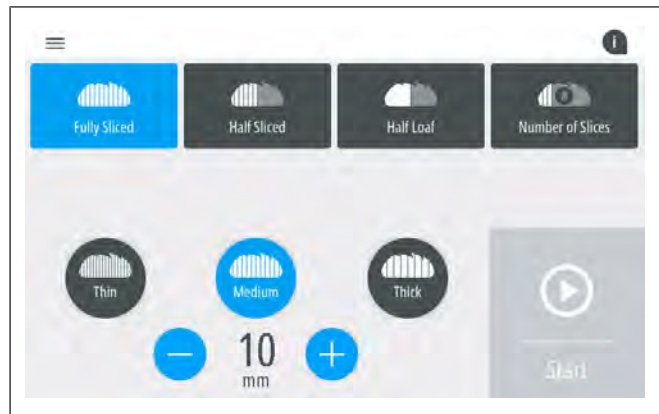 i
Fully Sliced
Half Sliced
Half Loaf
Number of Slices
Thin
Medium
Thick
10
mm
Start